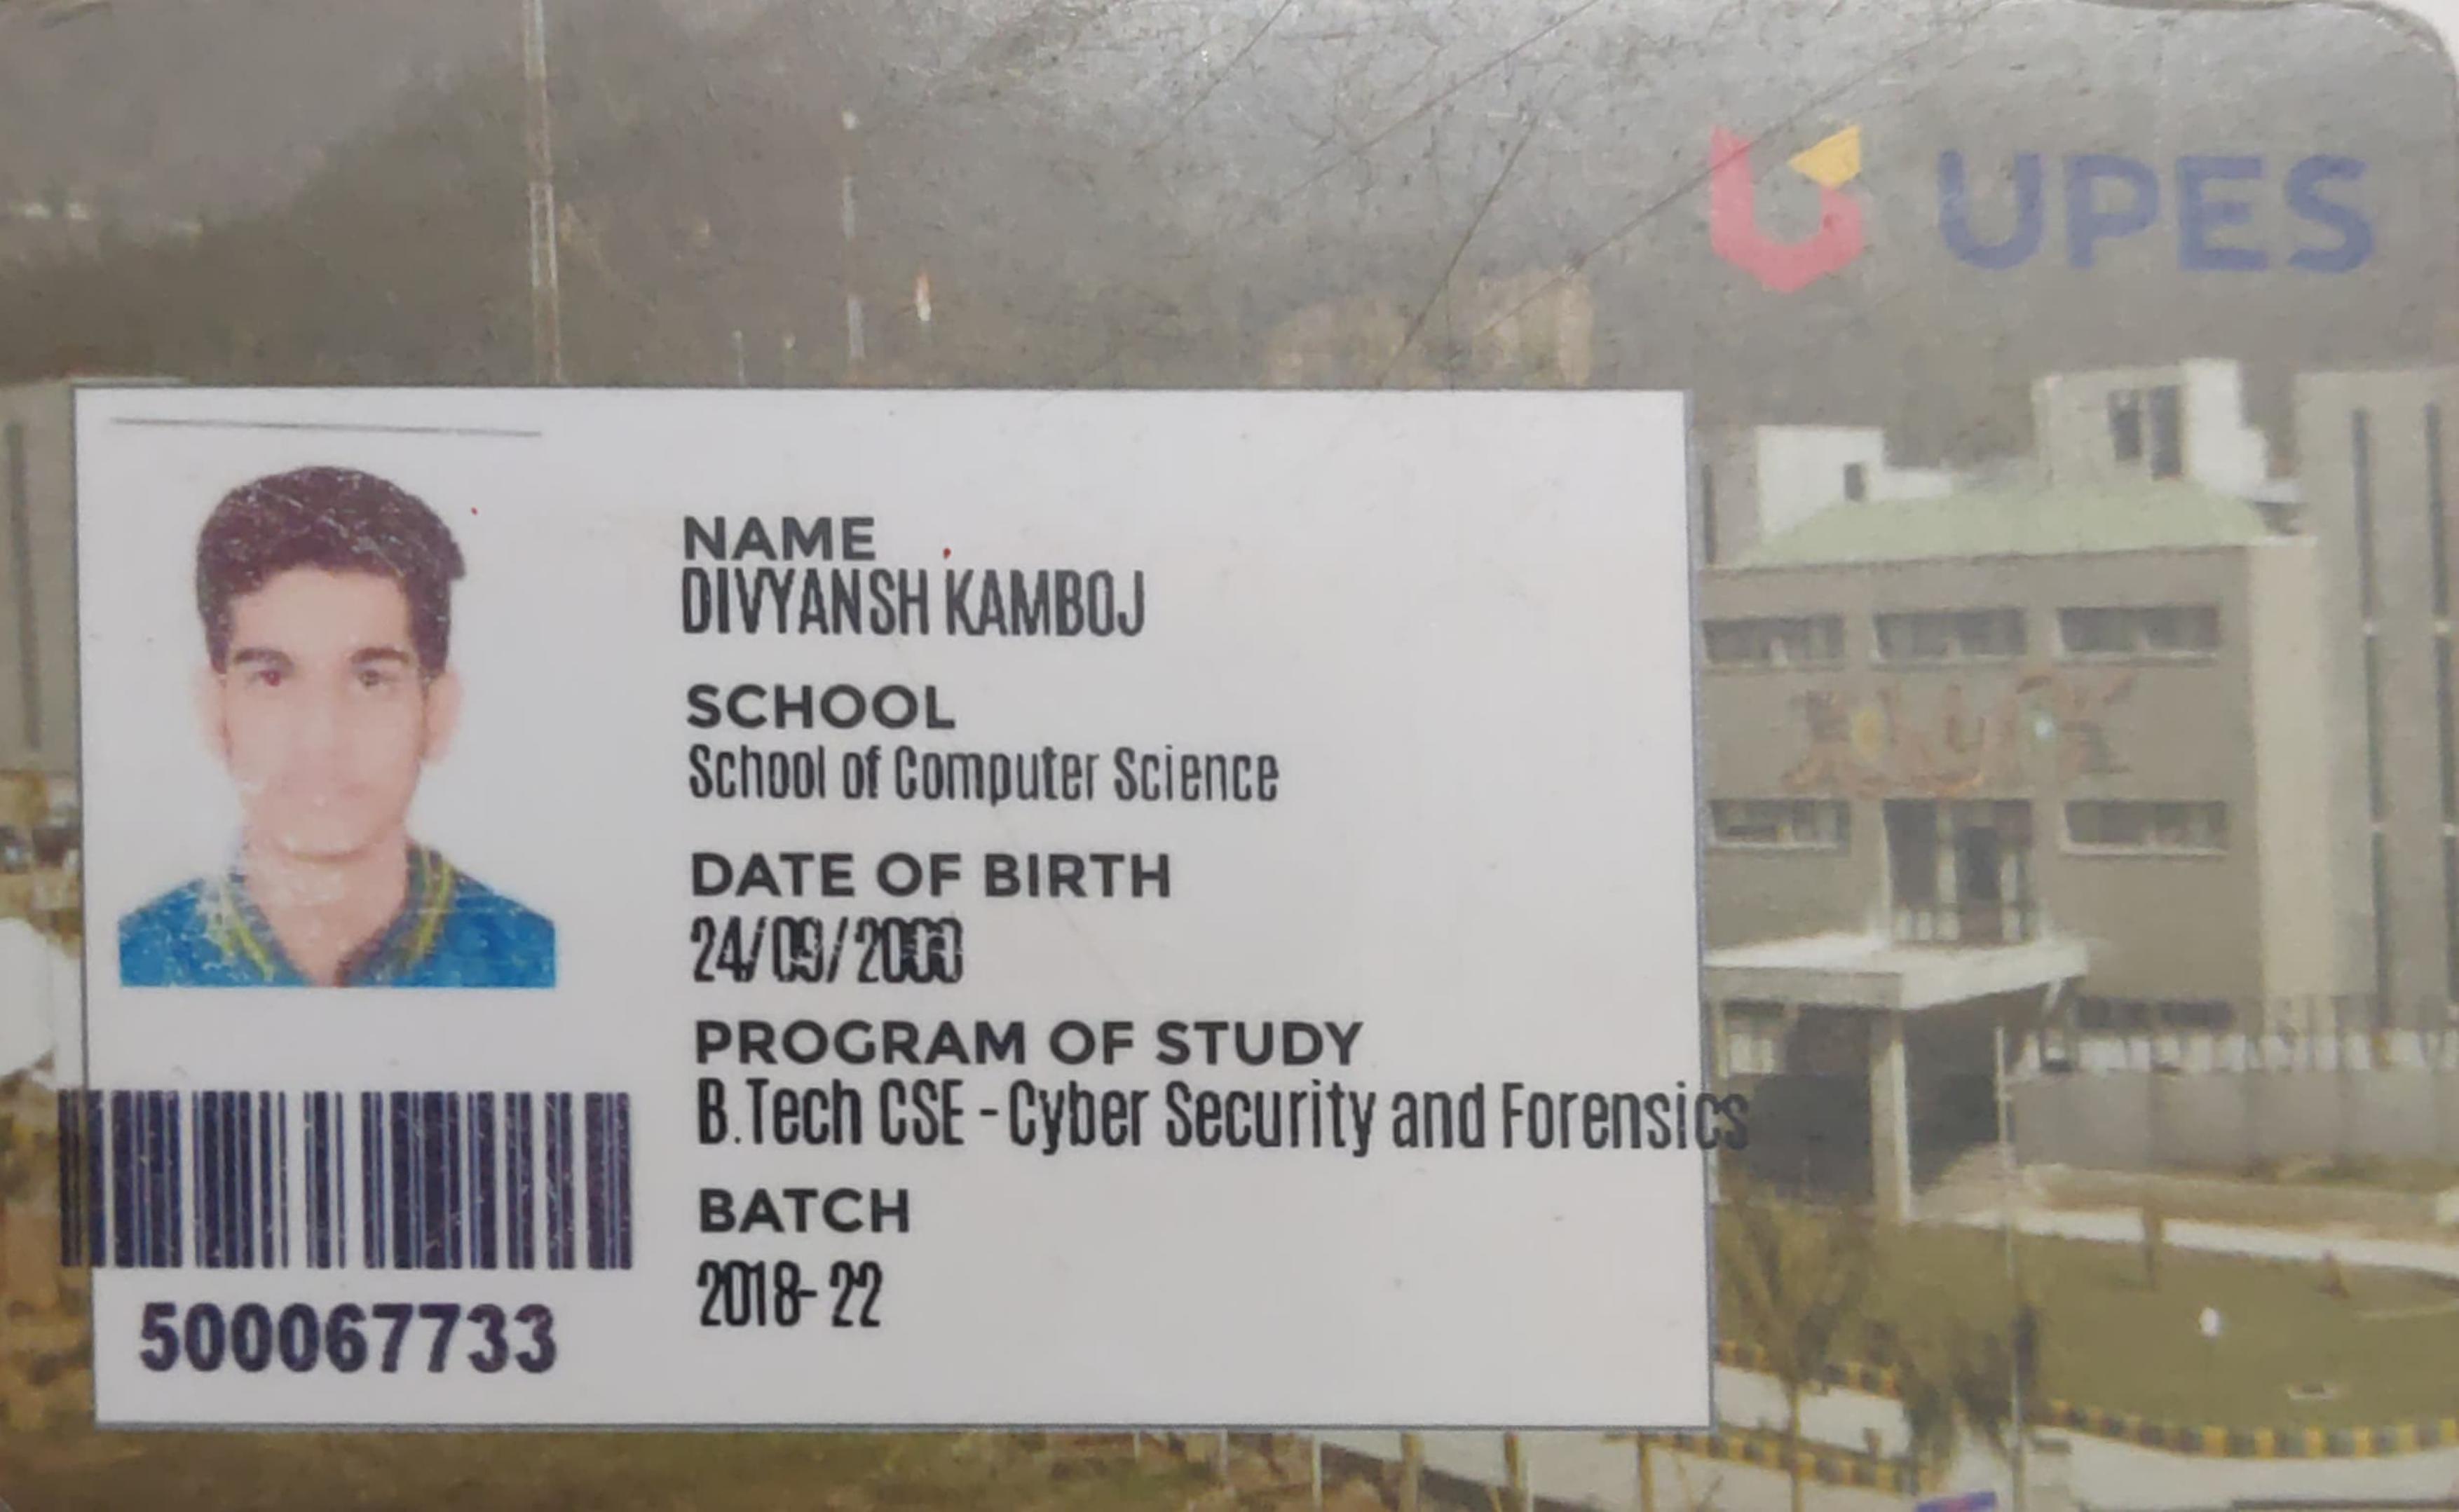 UPES
NAME
DIVYANSH KAMBOJ
SCHOOL
School of Computer Science
DATE OF BIRTH
24/09/2000
PROGRAM OF STUDY
B.Tech CSE - Cyber Security and Forensics
BATCH
2018- 22
500067733